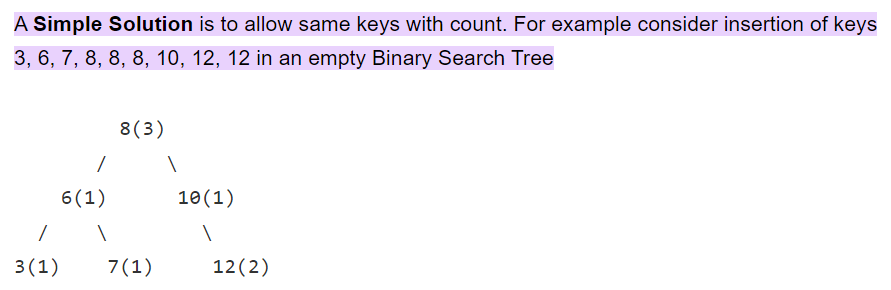 A Simple Solution is to allow same keys with count. For example consider insertion of keys
3, 6, 7, 8, 8, 8, 10, 12, 12 in an empty Binary Search Tree
8(3)
/ \
6(1) 10(1)
/ \ \
3(1) 7(1) 12(2)